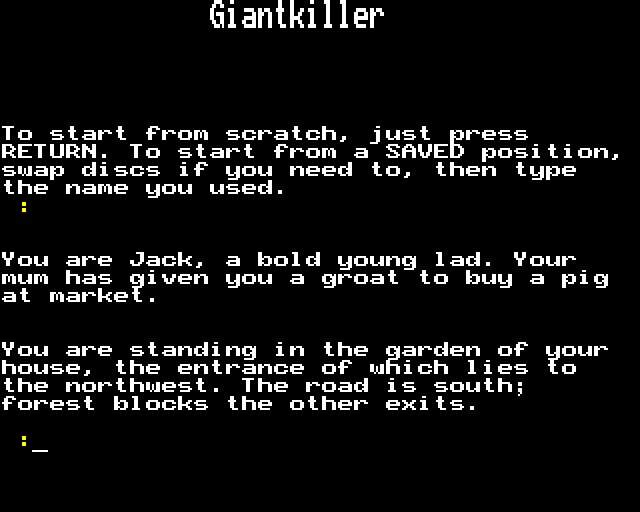 Giantkiller
To start from scratch, just press
RETURN. To start from a SAVED position,
swap discs if you need to, then type
the name you used.
:
You are Jack, a bold young lad. Your
mum has given you a groat to buy a pig
at market.
You are standing in the garden of your
house, the entrance of which lies to
the northwest. The road is south;
forest blocks the other exits.
:_